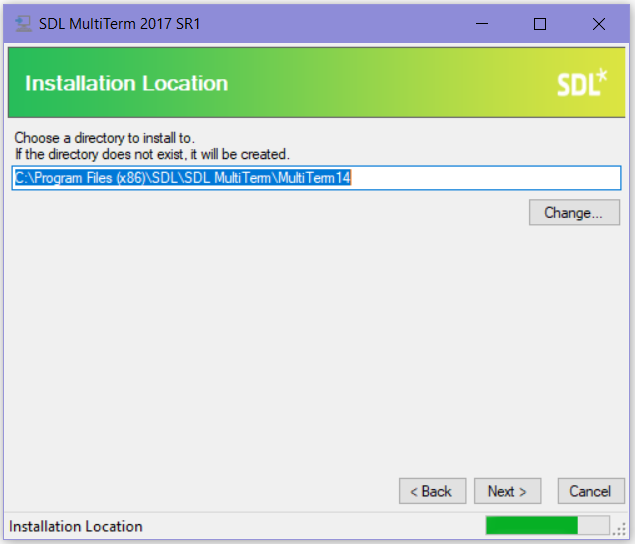 SDL MultiTerm 2017 SR1
Installation Location
SDL*
Choose a directory to install to.
If the directory does not exist, it will be created.
C:\Program Files (x86)\SDL\SDL MultiTerm\MultiTerm14
Change...
< Back
Next >
Cancel
Installation Location